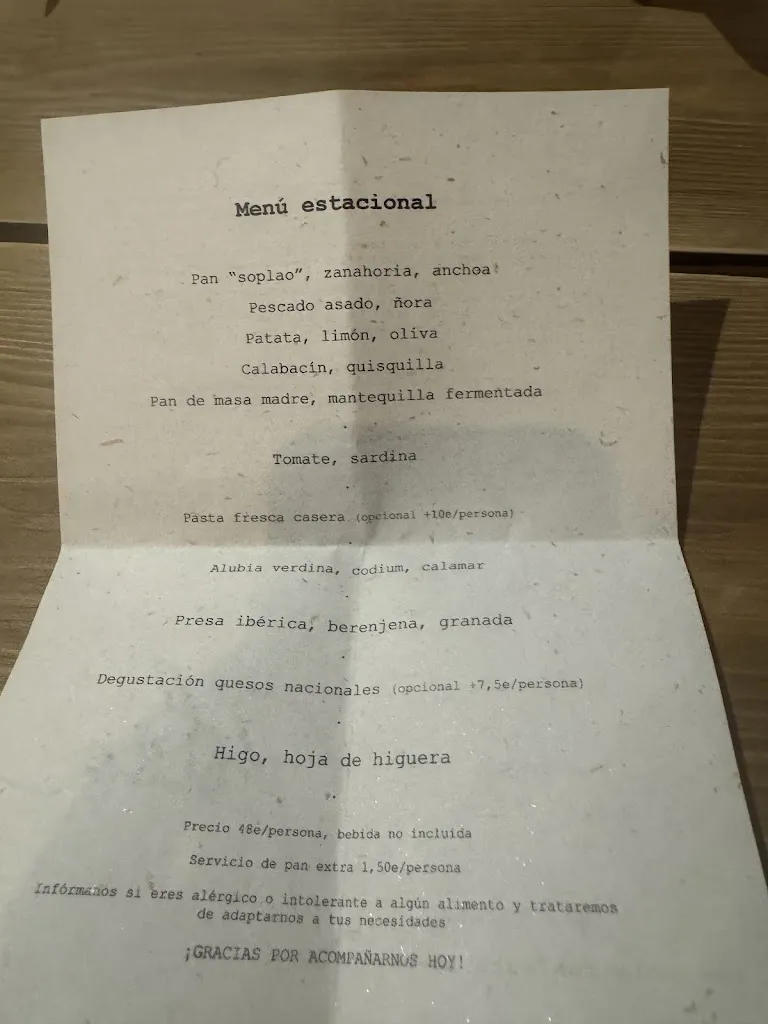 Menú estacional
Pan "soplao", zanahoria, anchoa
Pescado asado, ñora
Patata, limón, oliva
Calabacín, quisquilla
Pan de masa madre, mantequilla fermentada
.
Tomate, sardina
.
Pasta fresca casera (opcional +10e/persona)
.
Alubia verdina, codium, calamar
.
Presa ibérica, berenjena, granada
.
Degustación quesos nacionales (opcional +7,5e/persona)
.
Higo, hoja de higuera
.
Precio 48e/persona, bebida no incluida
Servicio de pan extra 1,50e/persona
Infórmanos si eres alérgico o intolerante a algún alimento y trataremos
de adaptarnos a tus necesidades
¡GRACIAS POR ACOMPAÑARNOS HOY!